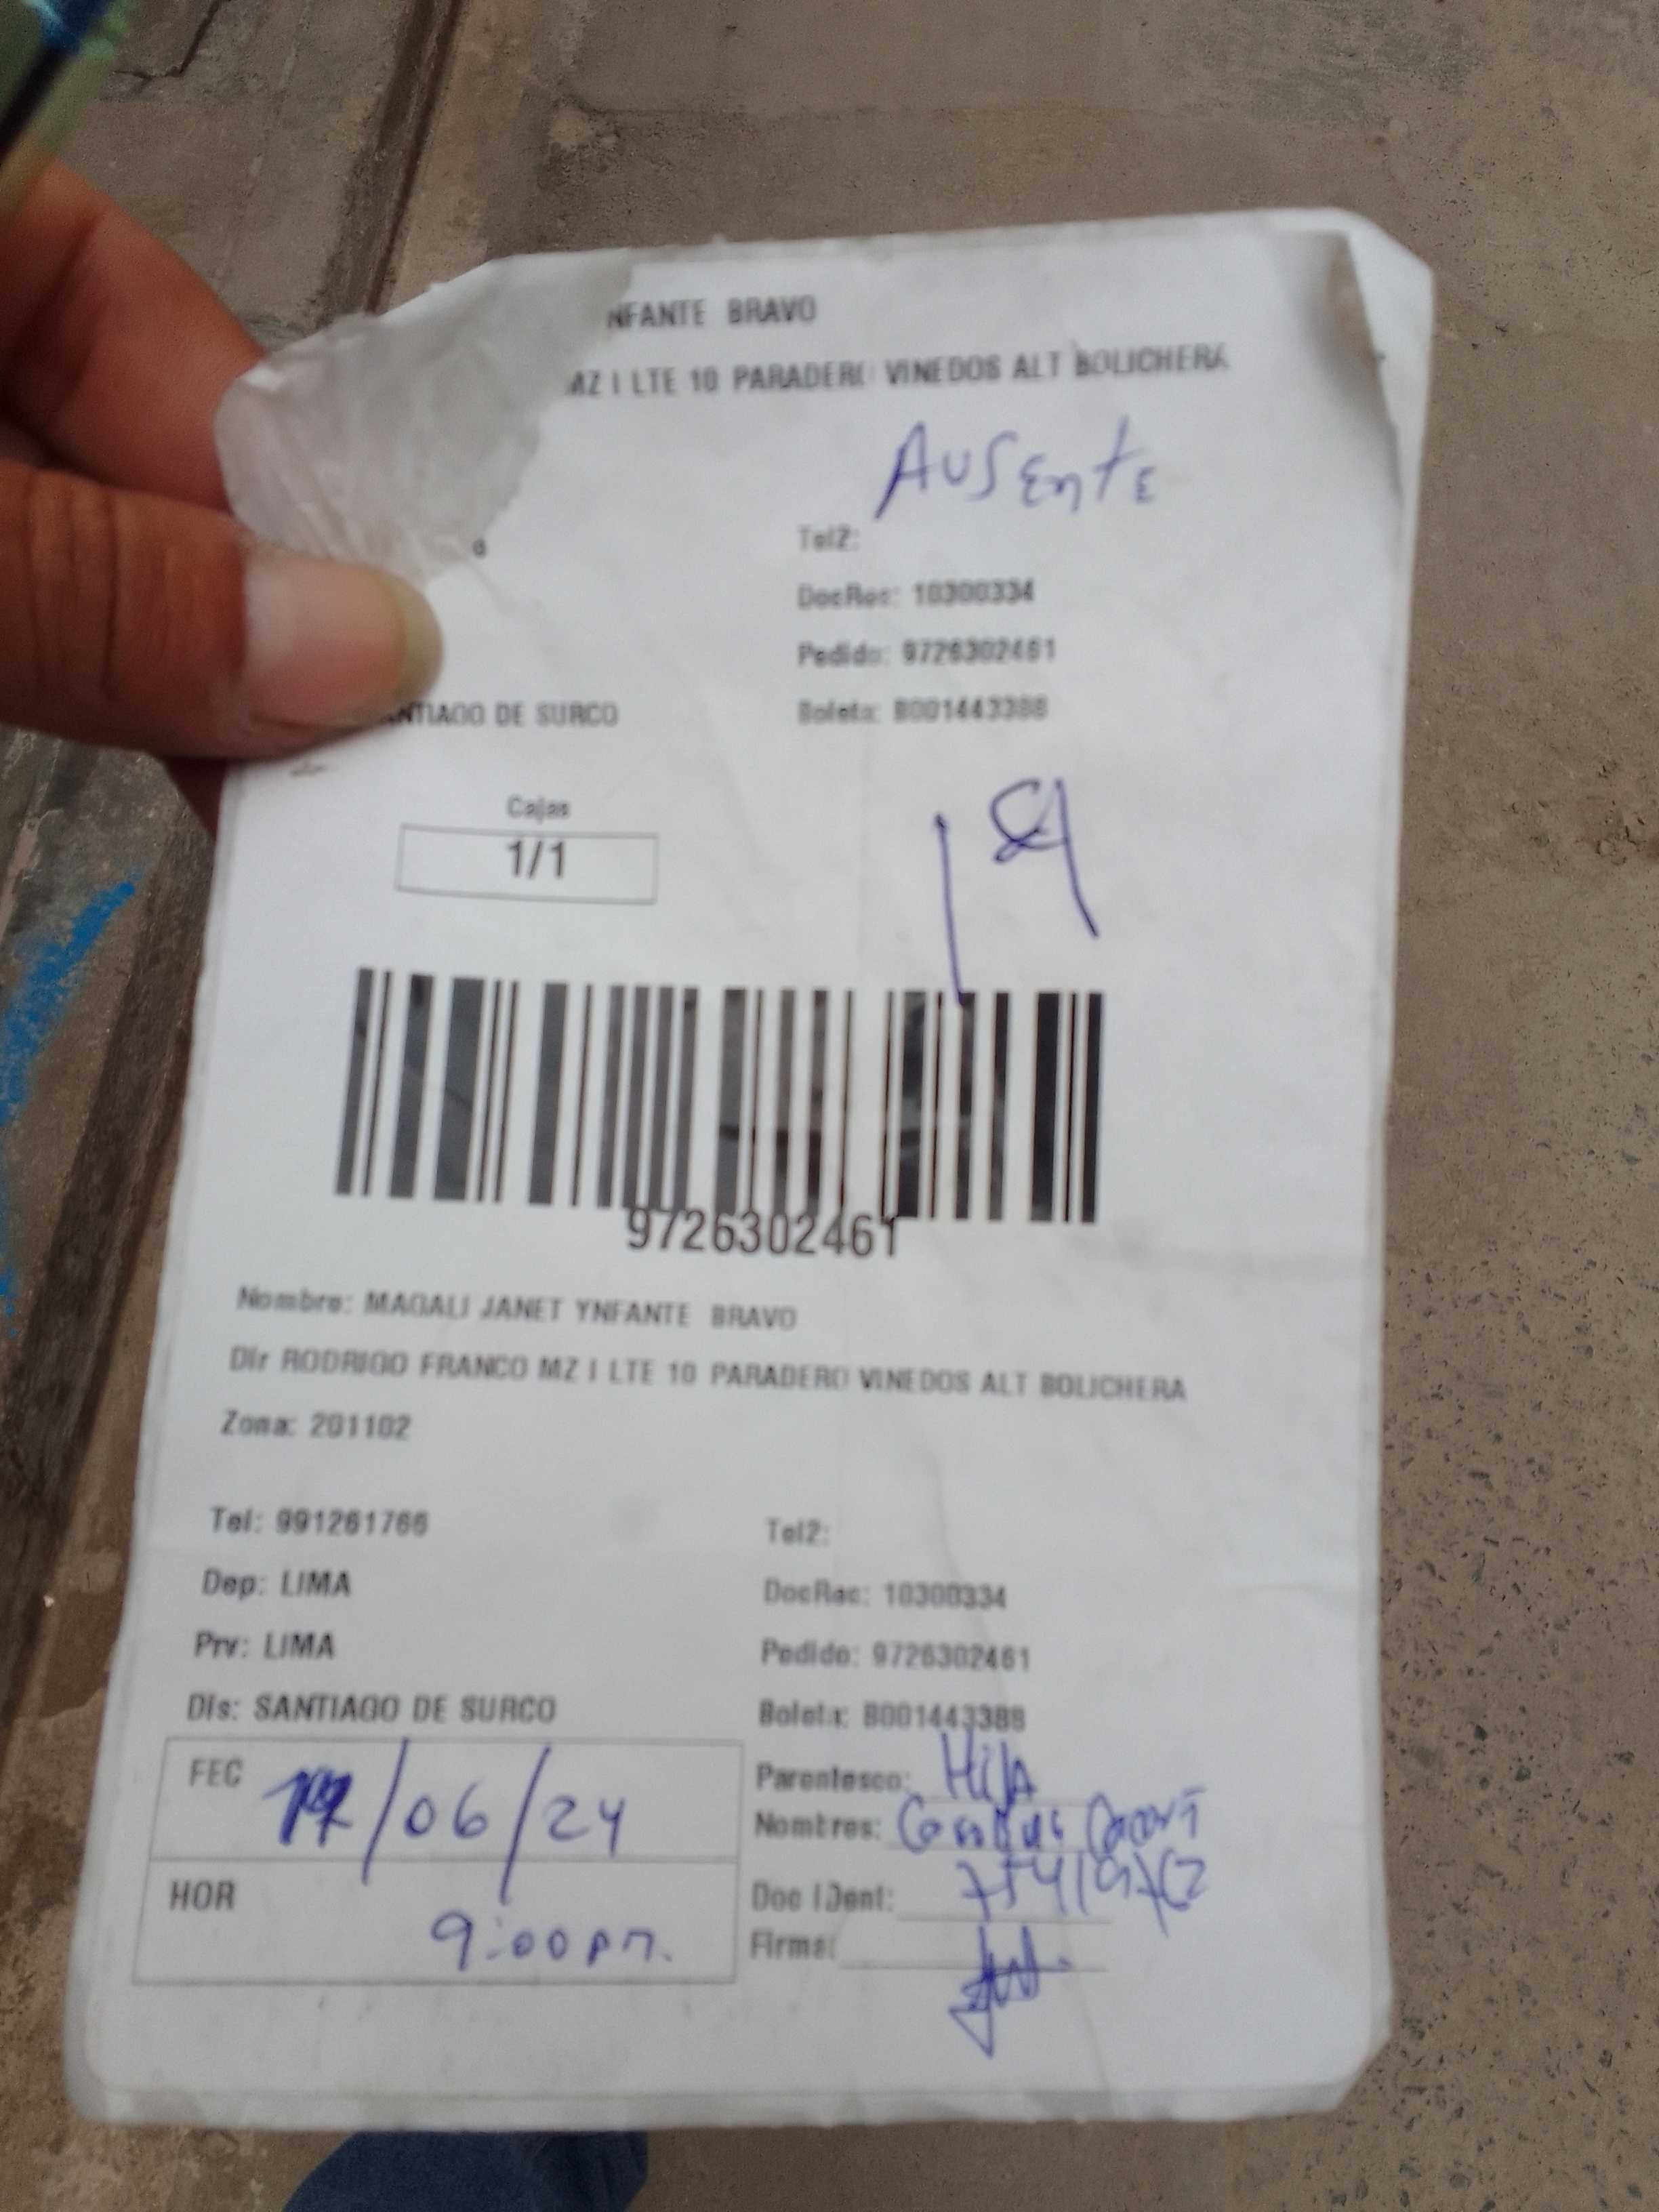 NFANTE BRAVO
MZ I LTE 10 PARADERO VINEDOS ALT BOLICHERA
Ausente
Tel2:
DocRec: 10300334
Pedido: 9726302461
ANTIAGO DE SURCO Boleta: B001443388
Cajas
1/1
9726302461
Nombre: MAGALI JANET YNFANTE BRAVO
Dir RODRIGO FRANCO MZ I LTE 10 PARADERO VINEDOS ALT BOLICHERA
Zona: 201102
Tel: 991261766 Tel2:
Dep: LIMA DocRec: 10300334
Prv: LIMA Pedido: 9726302461
Dis: SANTIAGO DE SURCO Boleta: B001443388
FEC /06/24 Parentesco: HijA
Nombres:
HOR 9:00 pm. Doc IDent:
Firma: